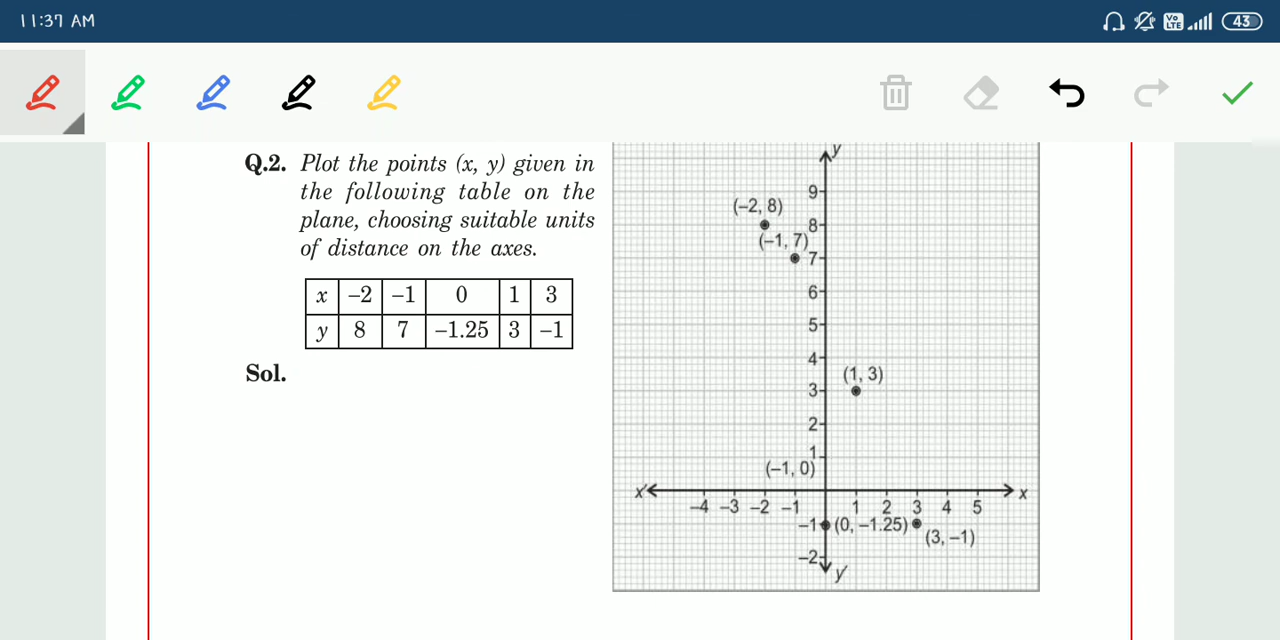 11:37 AM
Vo LTE
43
Q.2. Plot the points (x, y) given in
the following table on the
plane, choosing suitable units
of distance on the axes.
x –2 –1 0 1 3
y 8 7 –1.25 3 –1
Sol.
y
9
(–2, 8)
8
(–1, 7)
7
6
5
4
(1, 3)
3
2
1
(–1, 0)
x' x
–4 –3 –2 –1 1 2 3 4 5
–1 (0, –1.25)
(3, –1)
–2
y'